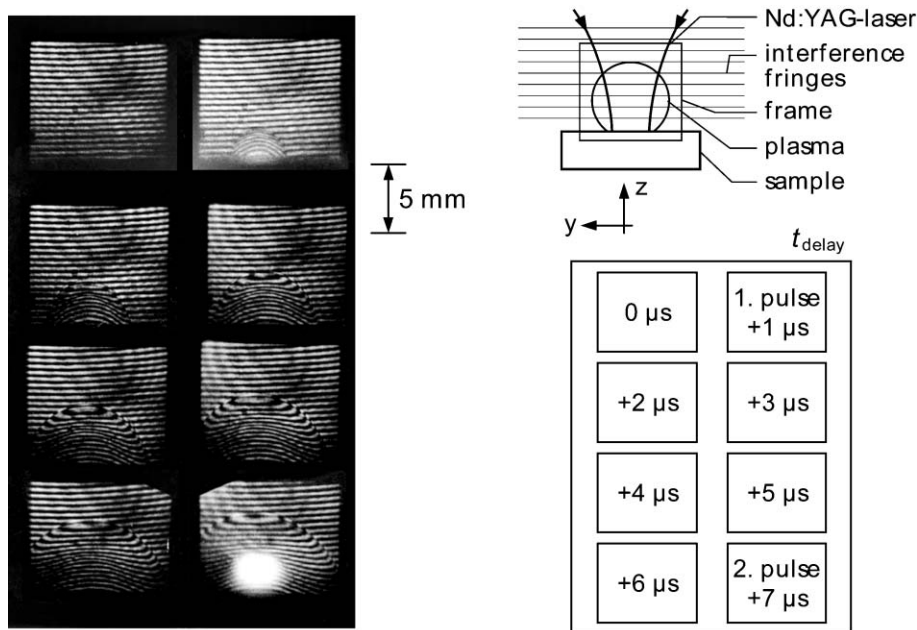 5 mm
Nd:YAG-laser
interference
fringes
frame
plasma
sample
z
y
t delay
0 µs
1. pulse
+1 µs
+2 µs
+3 µs
+4 µs
+5 µs
+6 µs
2. pulse
+7 µs